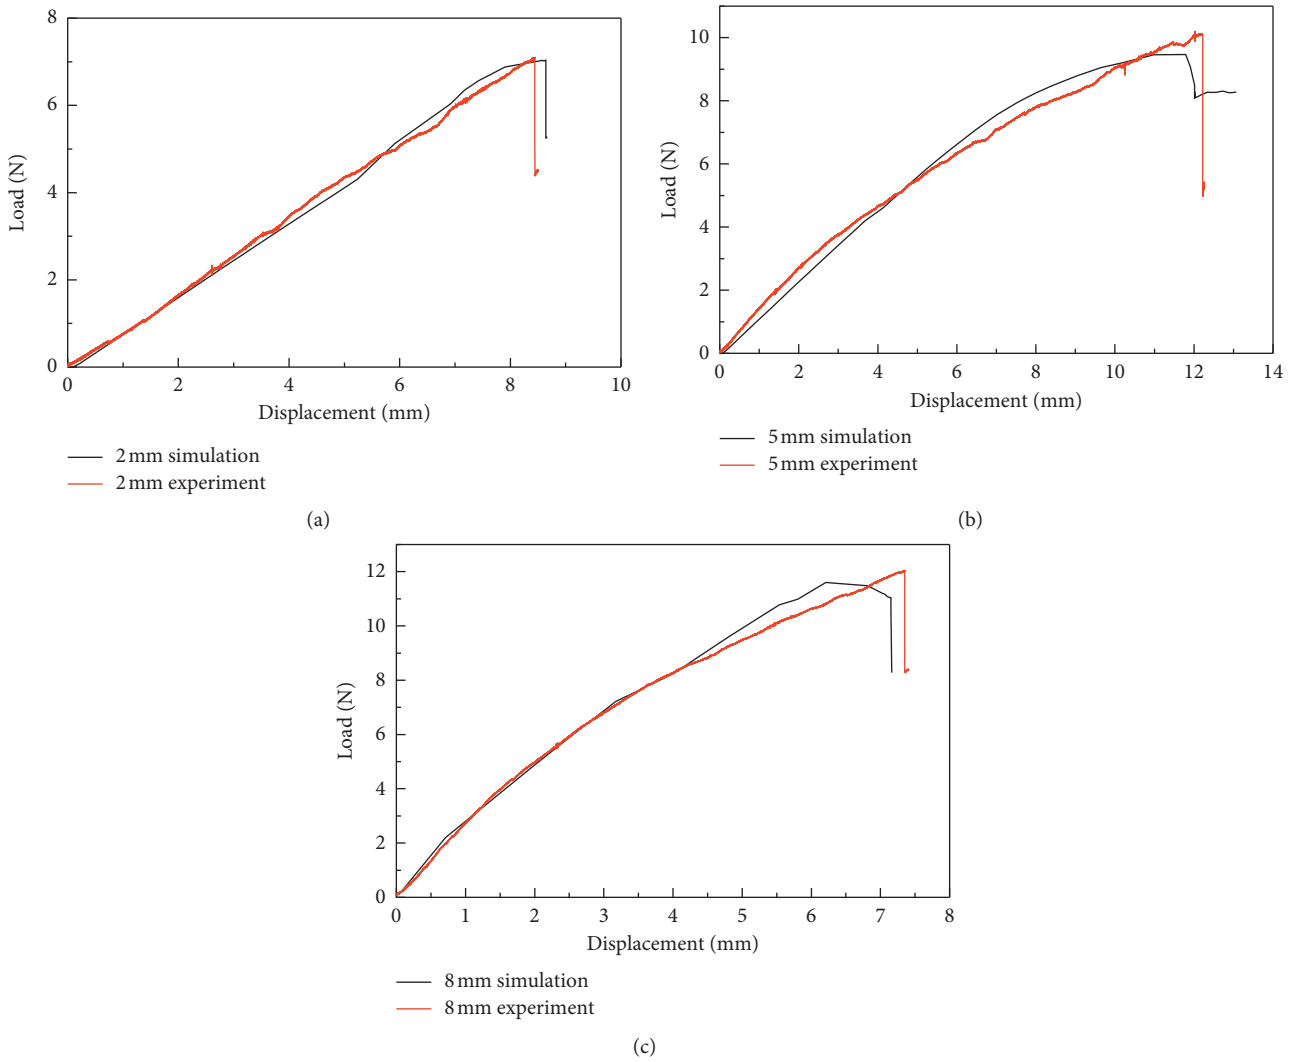 8
6
4
2
0
Load (N)
0 2 4 6 8 10
Displacement (mm)
2 mm simulation
2 mm experiment
(a)
10
8
6
4
2
0
Load (N)
0 2 4 6 8 10 12 14
Displacement (mm)
5 mm simulation
5 mm experiment
(b)
12
10
8
6
4
2
0
Load (N)
0 1 2 3 4 5 6 7 8
Displacement (mm)
8 mm simulation
8 mm experiment
(c)